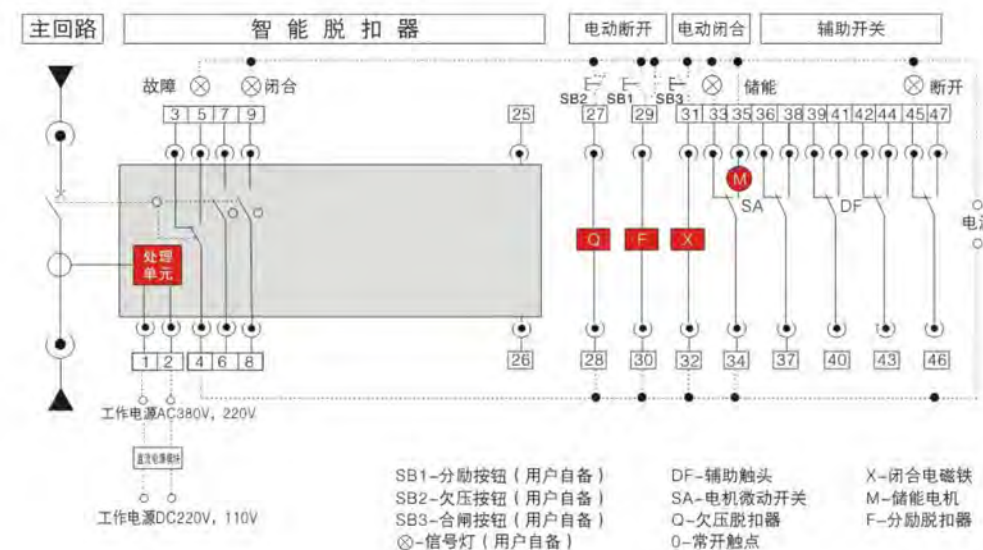 主回路 智能脱扣器 电动断开 电动闭合 辅助开关
故障 闭合 储能 断开
SB2 SB1 SB3
3 5 7 9 25 27 29 31 33 35 36 38 39 41 42 44 45 47
M
SA DF
Q F X
处理
单元
1 2 4 6 8 26 28 30 32 34 37 40 43 46
工作电源AC380V, 220V
直流电源模块
工作电源DC220V, 110V
SB1-分励按钮（用户自备） DF-辅助触头 X-闭合电磁铁
SB2-欠压按钮（用户自备） SA-电机微动开关 M-储能电机
SB3-合闸按钮（用户自备） Q-欠压脱扣器 F-分励脱扣器
⊗-信号灯（用户自备） 0-常开触点